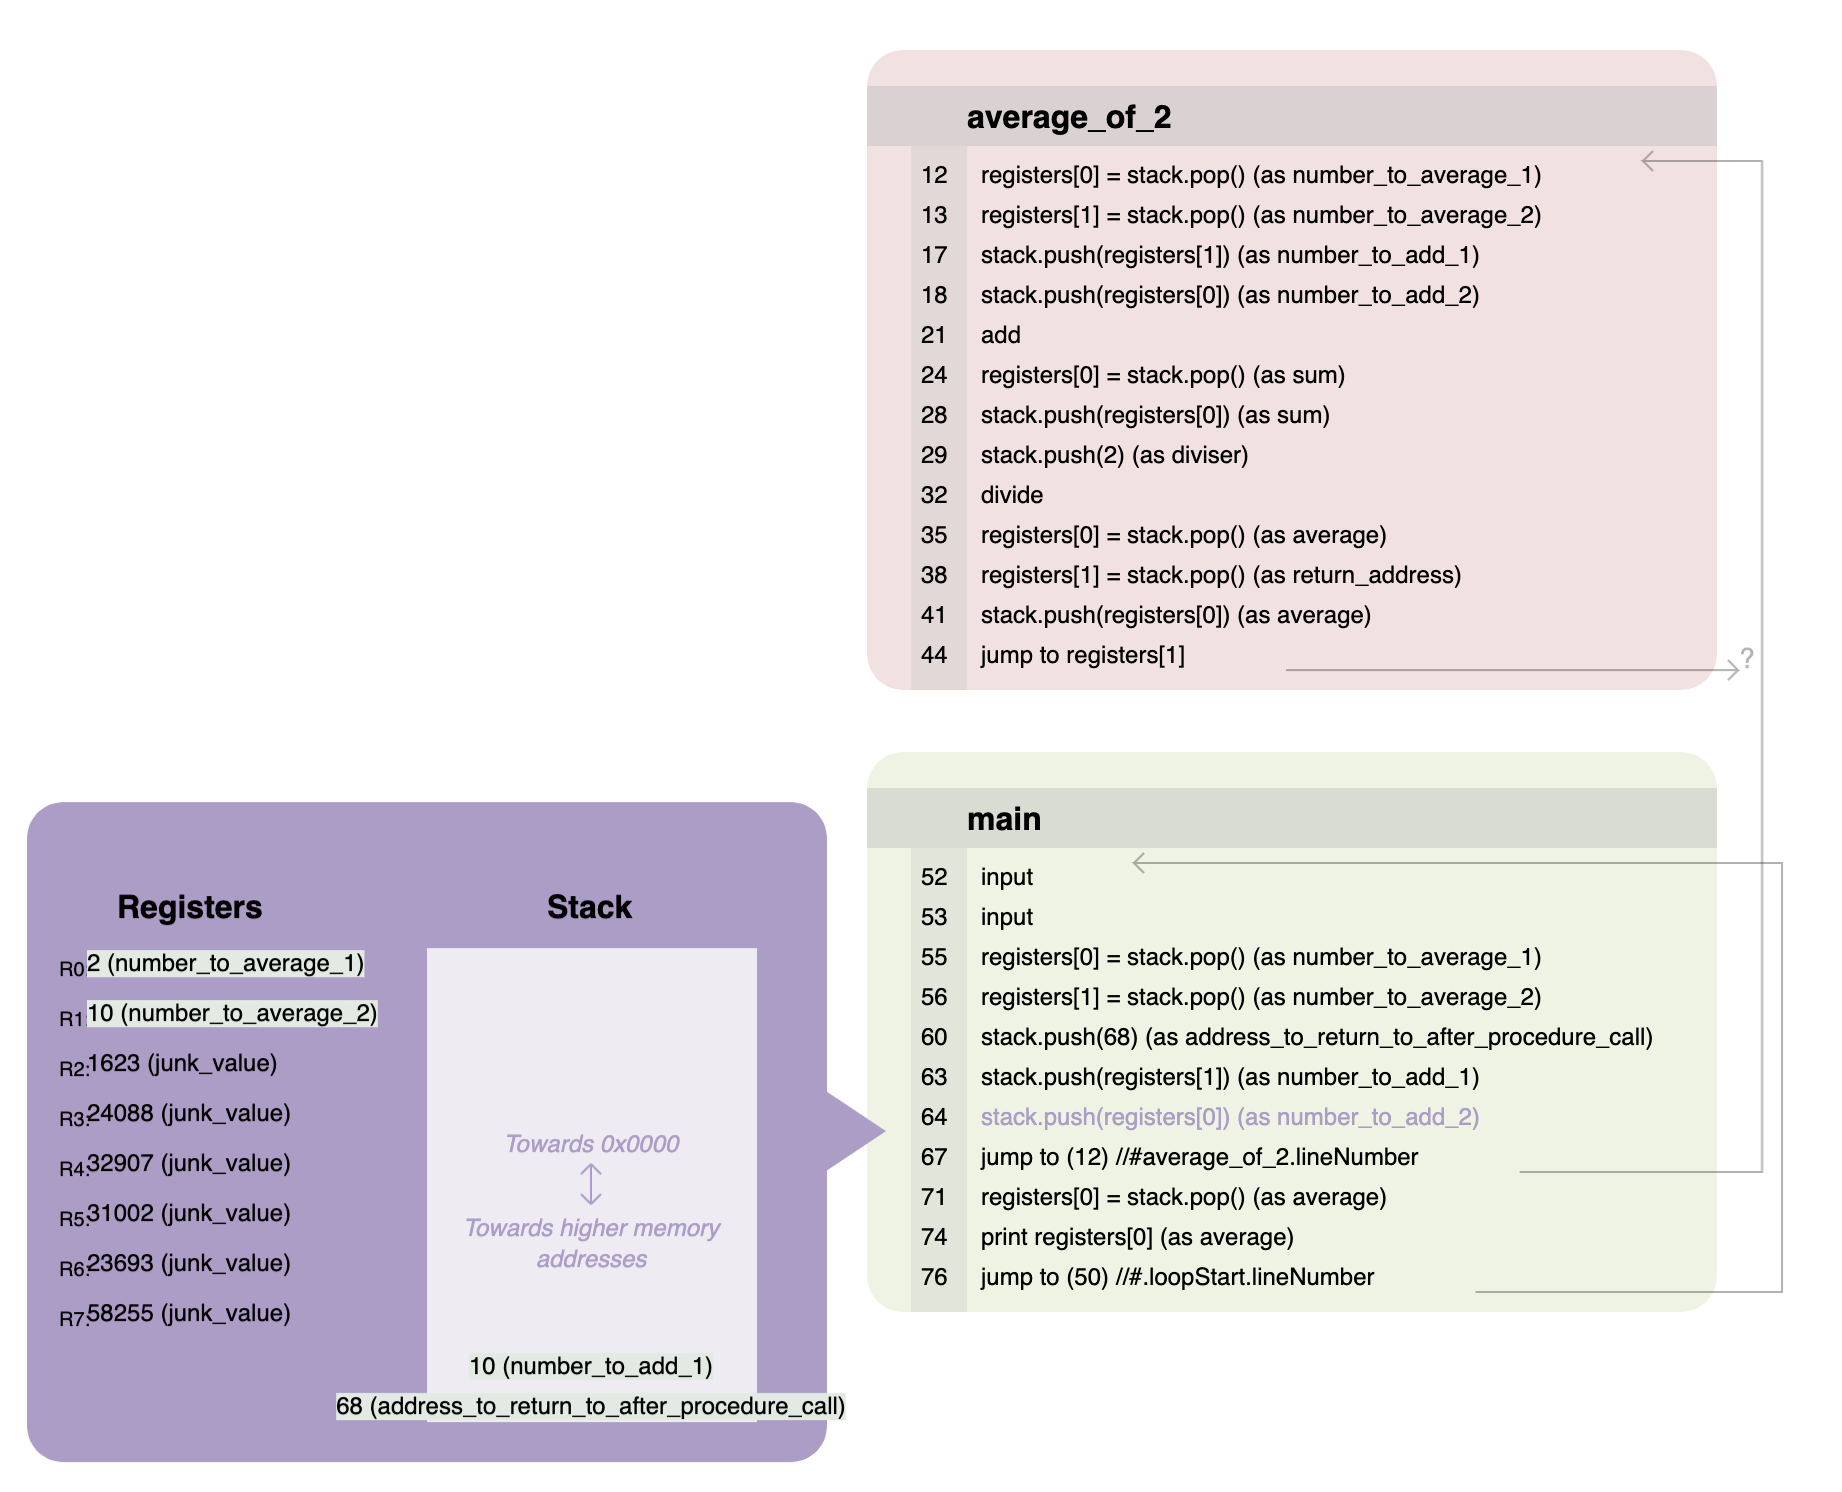 average_of_2
12 registers[0] = stack.pop() (as number_to_average_1)
13 registers[1] = stack.pop() (as number_to_average_2)
17 stack.push(registers[1]) (as number_to_add_1)
18 stack.push(registers[0]) (as number_to_add_2)
21 add
24 registers[0] = stack.pop() (as sum)
28 stack.push(registers[0]) (as sum)
29 stack.push(2) (as diviser)
32 divide
35 registers[0] = stack.pop() (as average)
38 registers[1] = stack.pop() (as return_address)
41 stack.push(registers[0]) (as average)
44 jump to registers[1]
?
main
52 input
53 input
55 registers[0] = stack.pop() (as number_to_average_1)
56 registers[1] = stack.pop() (as number_to_average_2)
60 stack.push(68) (as address_to_return_to_after_procedure_call)
63 stack.push(registers[1]) (as number_to_add_1)
64 stack.push(registers[0]) (as number_to_add_2)
67 jump to (12) //#average_of_2.lineNumber
71 registers[0] = stack.pop() (as average)
74 print registers[0] (as average)
76 jump to (50) //#.loopStart.lineNumber
Registers
R0: 2 (number_to_average_1)
R1: 10 (number_to_average_2)
R2: 1623 (junk_value)
R3: 24088 (junk_value)
R4: 32907 (junk_value)
R5: 31002 (junk_value)
R6: 23693 (junk_value)
R7: 58255 (junk_value)
Stack
Towards 0x0000
Towards higher memory
addresses
10 (number_to_add_1)
68 (address_to_return_to_after_procedure_call)